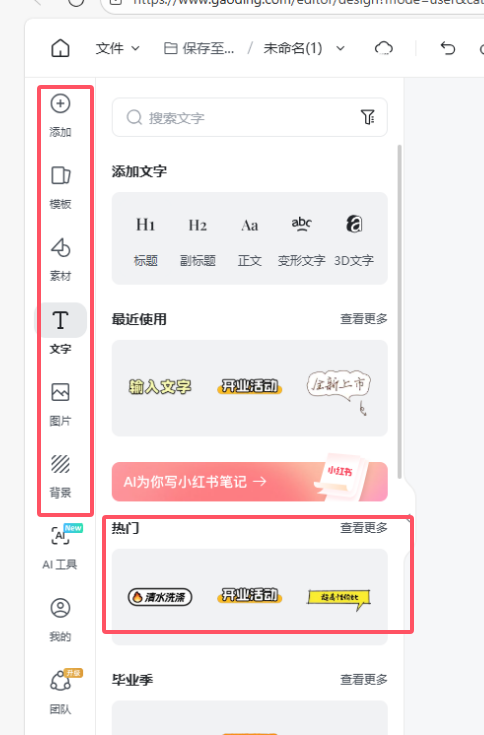 https://www.gaoding.com/editor/design?mode=user&cat
文件
保存至...
/
未命名(1)
添加
模板
素材
文字
图片
背景
New
AI
AI 工具
我的
升级
团队
搜索文字
添加文字
H1
H2
Aa
abc
a
标题
副标题
正文
变形文字
3D文字
最近使用
查看更多
输入文字
开业活动
全新上市
AI为你写小红书笔记 →
小红书
热门
查看更多
清水洗涤
开业活动
毕业季
查看更多